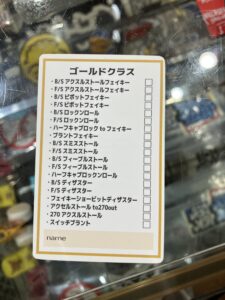 ゴールドクラス
・B/S アクスルストールフェイキー
・F/S アクスルストールフェイキー
・B/S ピボットフェイキー
・F/S ピボットフェイキー
・B/S ロックンロール
・F/S ロックンロール
・ハーフキャブロック to フェイキー
・プラントフェイキー
・B/S スミスストール
・F/S スミスストール
・B/S フィーブルストール
・F/S フィーブルストール
・ハーフキャブロックンロール
・B/S ディザスター
・F/S ディザスター
・フェイキーショービットディザスター
・アクセルストール to270out
・270 アクスルストール
・スイッチプラント
name